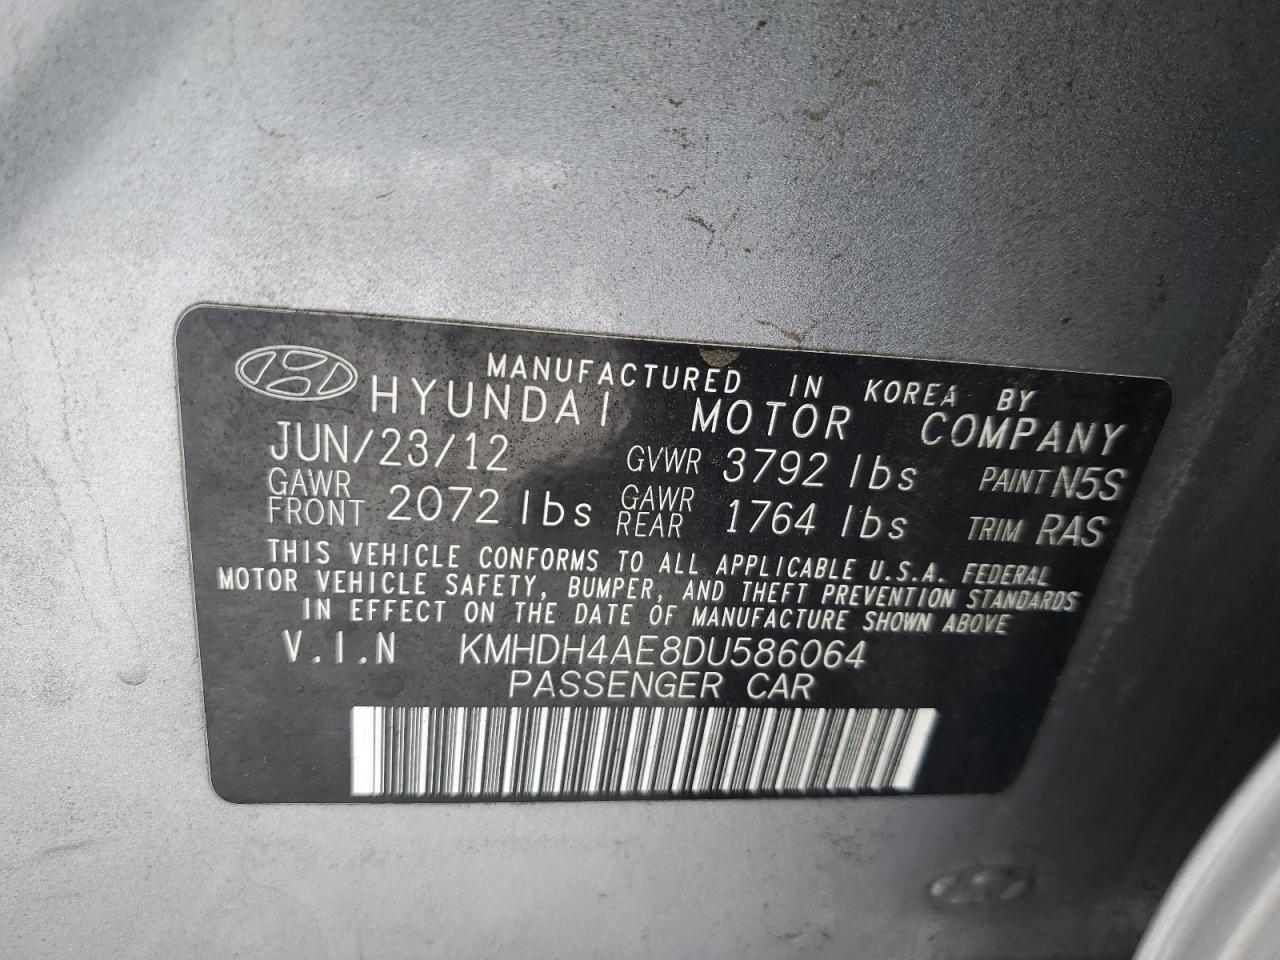 MANUFACTURED IN KOREA BY
HYUNDAI MOTOR COMPANY
JUN/23/12 GVWR 3792 lbs PAINT N5S
GAWR FRONT 2072 lbs GAWR REAR 1764 lbs TRIM RAS
THIS VEHICLE CONFORMS TO ALL APPLICABLE U.S.A. FEDERAL
MOTOR VEHICLE SAFETY, BUMPER, AND THEFT PREVENTION STANDARDS
IN EFFECT ON THE DATE OF MANUFACTURE SHOWN ABOVE
V.I.N KMHDH4AE8DU586064
PASSENGER CAR